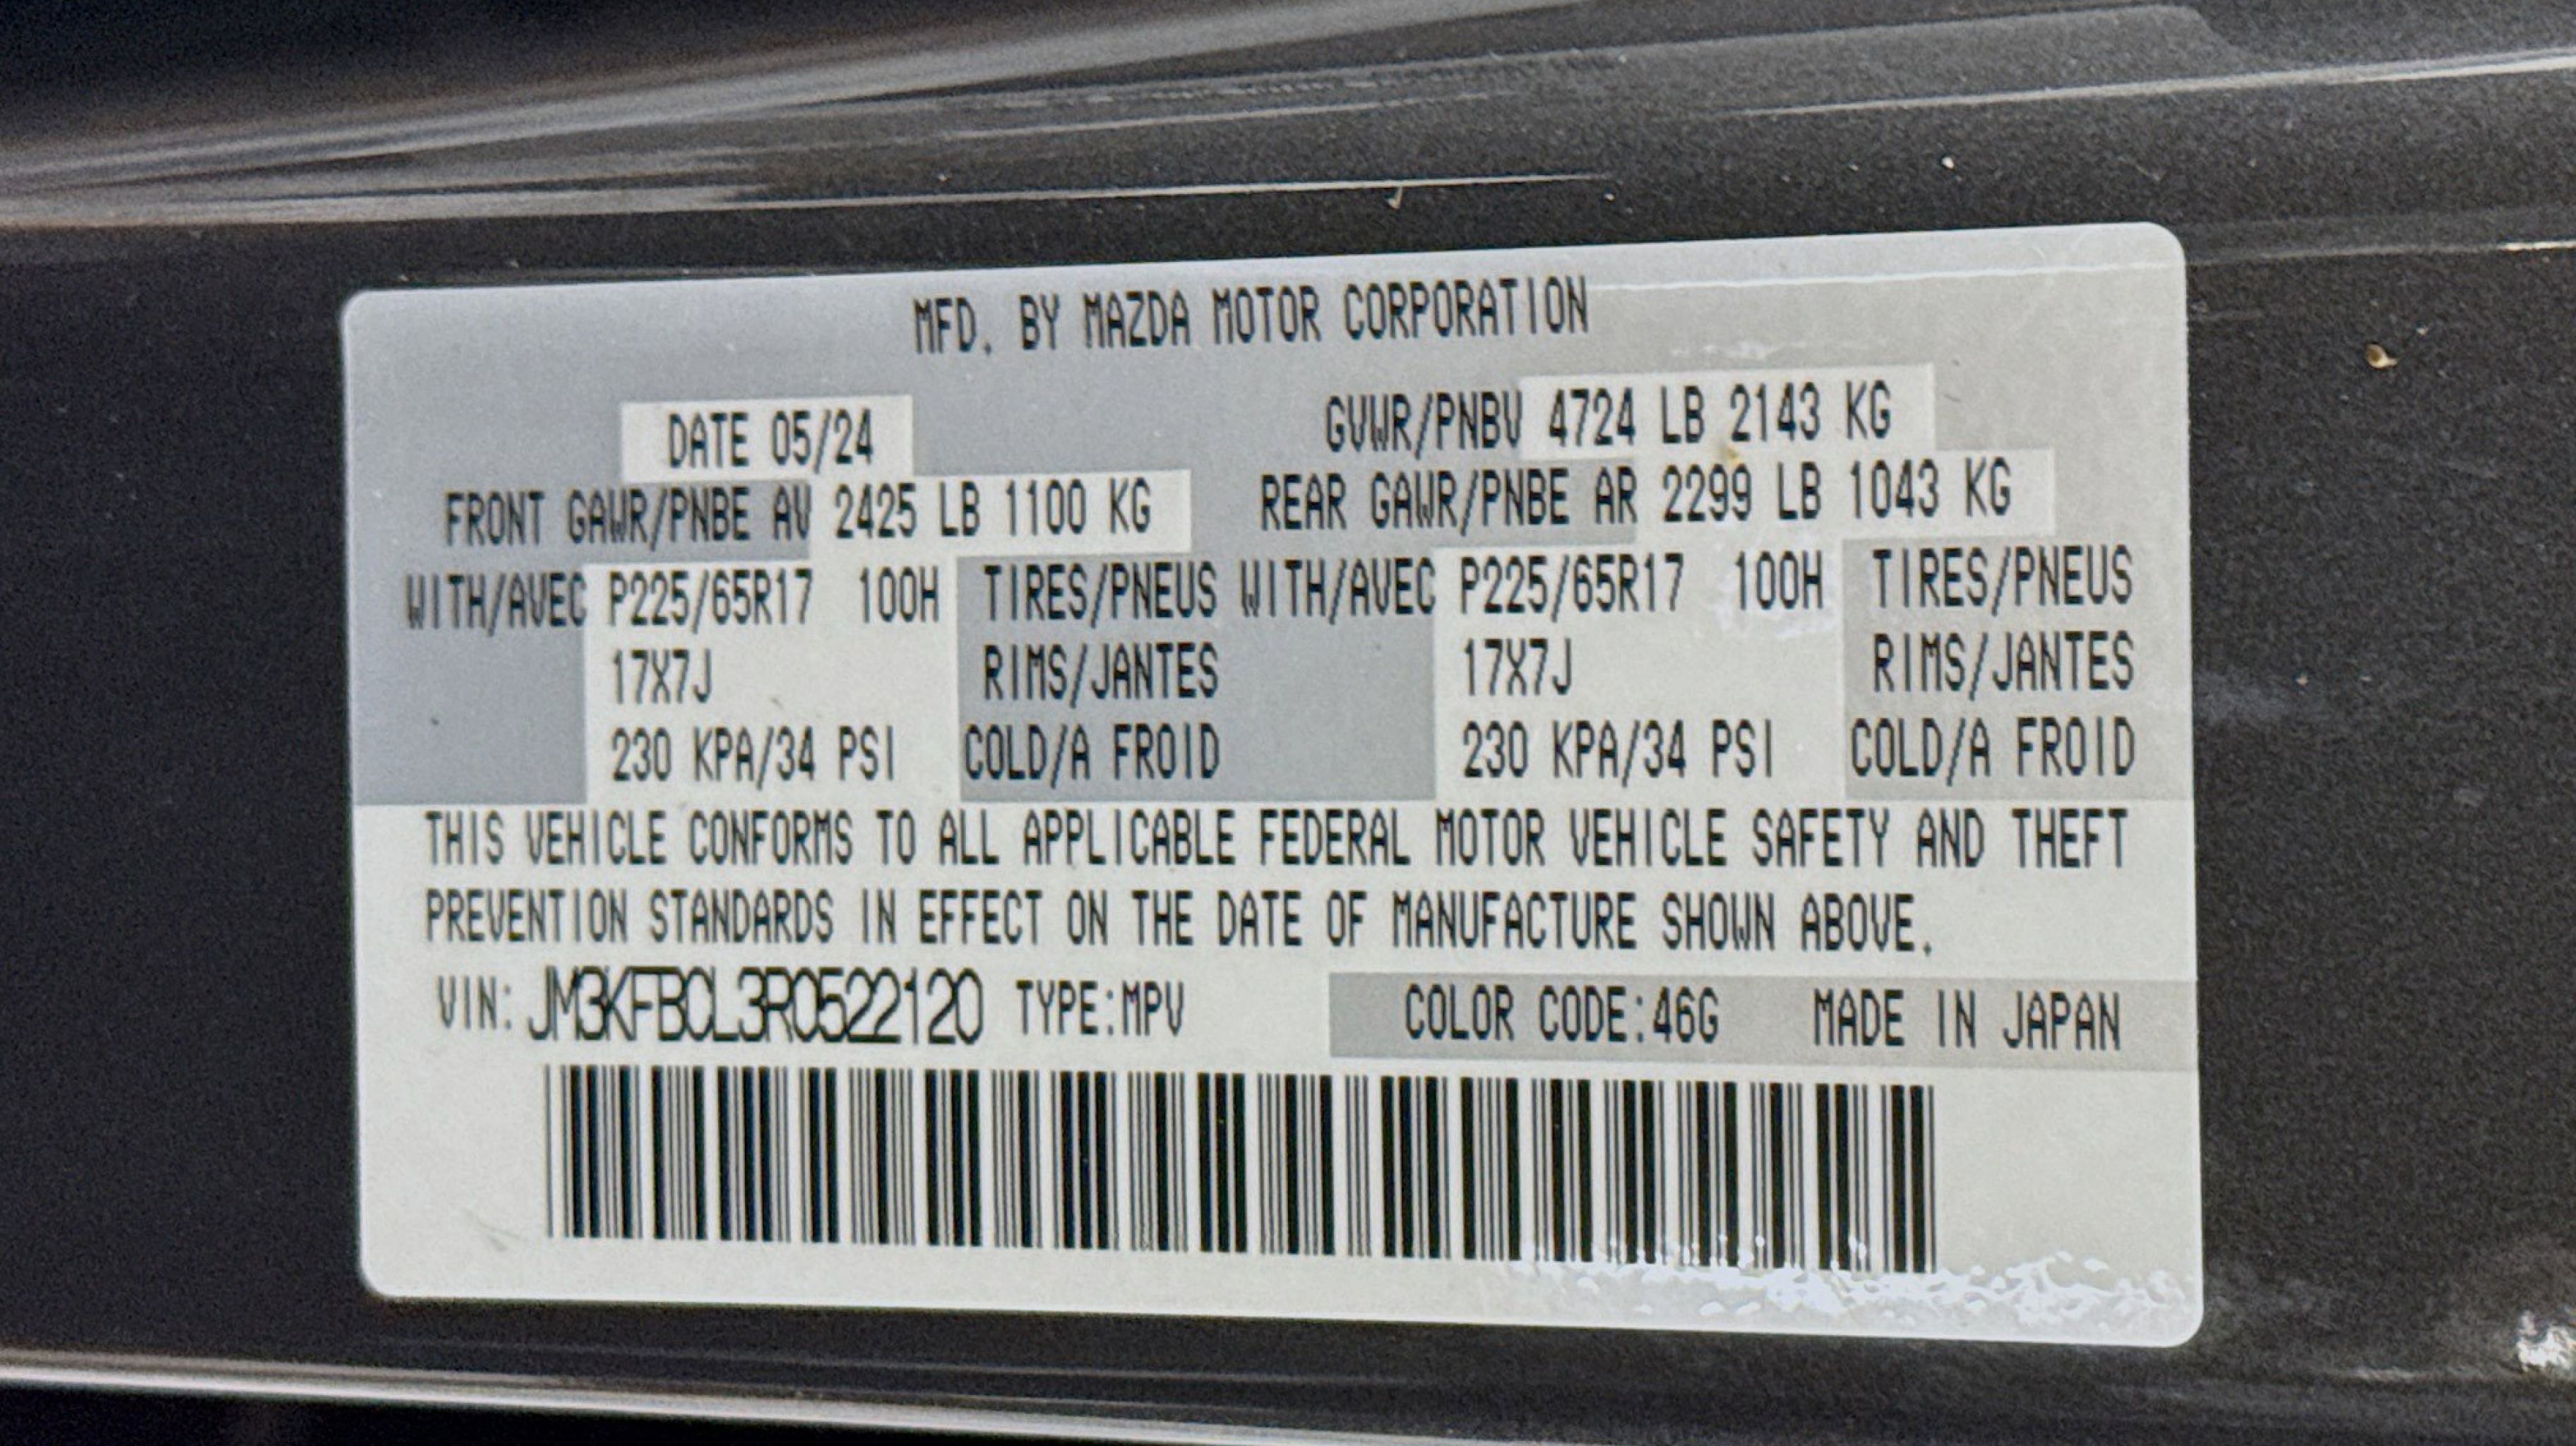 MFD. BY MAZDA MOTOR CORPORATION
DATE 05/24 GVWR/PNBV 4724 LB 2143 KG
FRONT GAWR/PNBE AV 2425 LB 1100 KG REAR GAWR/PNBE AR 2299 LB 1043 KG
WITH/AVEC P225/65R17 100H TIRES/PNEUS WITH/AVEC P225/65R17 100H TIRES/PNEUS
17X7J RIMS/JANTES 17X7J RIMS/JANTES
230 KPA/34 PSI COLD/A FROID 230 KPA/34 PSI COLD/A FROID
THIS VEHICLE CONFORMS TO ALL APPLICABLE FEDERAL MOTOR VEHICLE SAFETY AND THEFT
PREVENTION STANDARDS IN EFFECT ON THE DATE OF MANUFACTURE SHOWN ABOVE.
VIN: JM3KFBCL3R0522120 TYPE:MPV COLOR CODE:46G MADE IN JAPAN